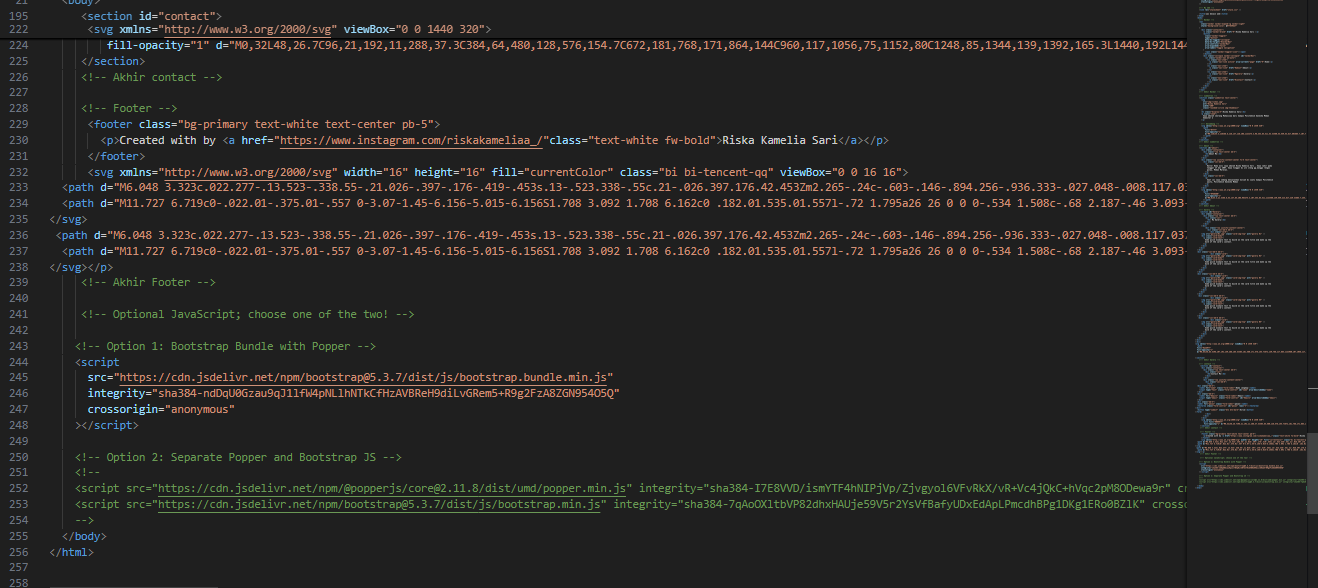 21 <body>
195 <section id="contact">
222 <svg xmlns="http://www.w3.org/2000/svg" viewBox="0 0 1440 320">
224 fill-opacity="1" d="M0,32L48,26.7C96,21,192,11,288,37.3C384,64,480,128,576,154.7C672,181,768,171,864,144C960,117,1056,75,1152,80C1248,85,1344,139,1392,165.3L1440,192L144
225 </section>
226 <!-- Akhir contact -->
227
228 <!-- Footer -->
229 <footer class="bg-primary text-white text-center pb-5">
230 <p>Created with by <a href="https://www.instagram.com/riskakameliaa_/"class="text-white fw-bold">Riska Kamelia Sari</a></p>
231 </footer>
232 <svg xmlns="http://www.w3.org/2000/svg" width="16" height="16" fill="currentColor" class="bi bi-tencent-qq" viewBox="0 0 16 16">
233 <path d="M6.048 3.323c.022.277-.13.523-.338.55-.21.026-.397-.176-.419-.453s.13-.523.338-.55c.21-.026.397.176.42.453Zm2.265-.24c-.603-.146-.894.256-.936.333-.027.048-.008.117.037
234 <path d="M11.727 6.719c0-.022.01-.375.01-.557 0-3.07-1.45-6.156-5.015-6.156S1.708 3.092 1.708 6.162c0 .182.01.535.01.557l-.72 1.795a26 26 0 0 0-.534 1.508c-.68 2.187-.46 3.093-
235 </svg>
236 <path d="M6.048 3.323c.022.277-.13.523-.338.55-.21.026-.397-.176-.419-.453s.13-.523.338-.55c.21-.026.397.176.42.453Zm2.265-.24c-.603-.146-.894.256-.936.333-.027.048-.008.117.037
237 <path d="M11.727 6.719c0-.022.01-.375.01-.557 0-3.07-1.45-6.156-5.015-6.156S1.708 3.092 1.708 6.162c0 .182.01.535.01.557l-.72 1.795a26 26 0 0 0-.534 1.508c-.68 2.187-.46 3.093-
238 </svg></p>
239 <!-- Akhir Footer -->
240
241 <!-- Optional JavaScript; choose one of the two! -->
242
243 <!-- Option 1: Bootstrap Bundle with Popper -->
244 <script
245 src="https://cdn.jsdelivr.net/npm/bootstrap@5.3.7/dist/js/bootstrap.bundle.min.js"
246 integrity="sha384-ndDqU0Gzau9qJ1lfW4pNLlhNTkCfHzAVBReH9diLvGRem5+R9g2FzA8ZGN954O5Q"
247 crossorigin="anonymous"
248 ></script>
249
250 <!-- Option 2: Separate Popper and Bootstrap JS -->
251 <!--
252 <script src="https://cdn.jsdelivr.net/npm/@popperjs/core@2.11.8/dist/umd/popper.min.js" integrity="sha384-I7E8VVD/ismYTF4hNIPjVp/Zjvgyol6VFvRkX/vR+Vc4jQkC+hVqc2pM8ODewa9r" cr
253 <script src="https://cdn.jsdelivr.net/npm/bootstrap@5.3.7/dist/js/bootstrap.min.js" integrity="sha384-7qAoOXltbVP82dhxHAUje59V5r2YsVfBafyUDxEdApLPmcdhBPg1DKg1ERo0BZlK" crosso
254 -->
255 </body>
256 </html>
257
258